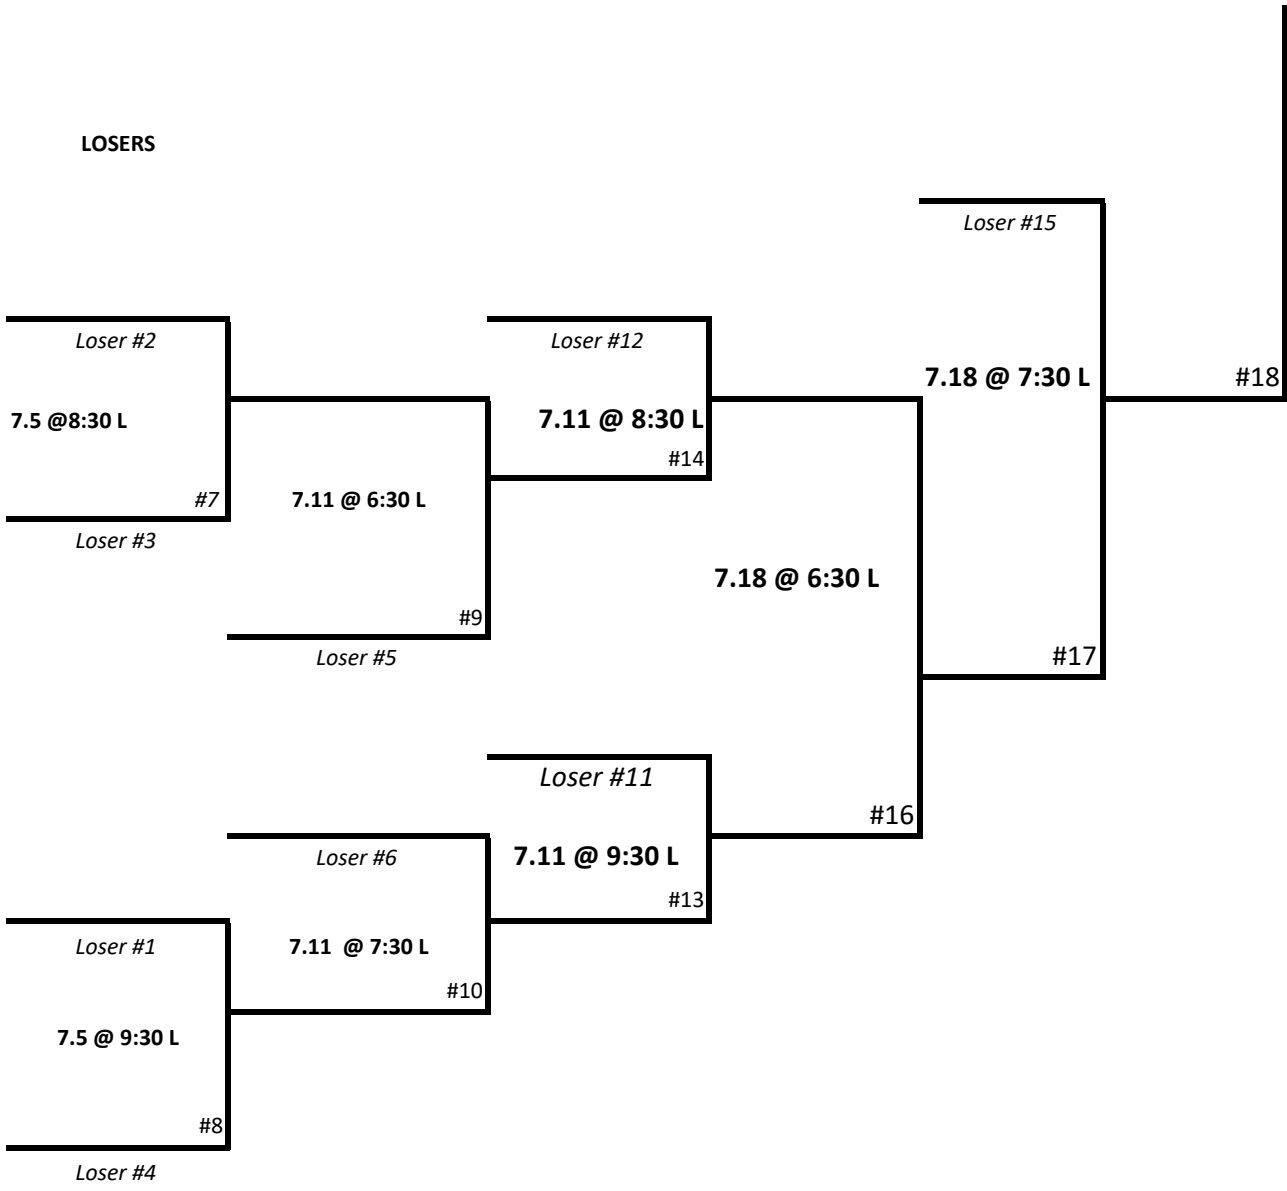 LOSERS
Loser #15
Loser #2
Loser #12
7.18 @ 7:30 L
#18
7.5 @8:30 L
7.11 @ 8:30 L
#14
#7
7.11 @ 6:30 L
Loser #3
7.18 @ 6:30 L
#9
Loser #5
#17
Loser #11
#16
Loser #6
7.11 @ 9:30 L
#13
Loser #1
7.11  @ 7:30 L
#10
7.5 @ 9:30 L
#8
Loser #4